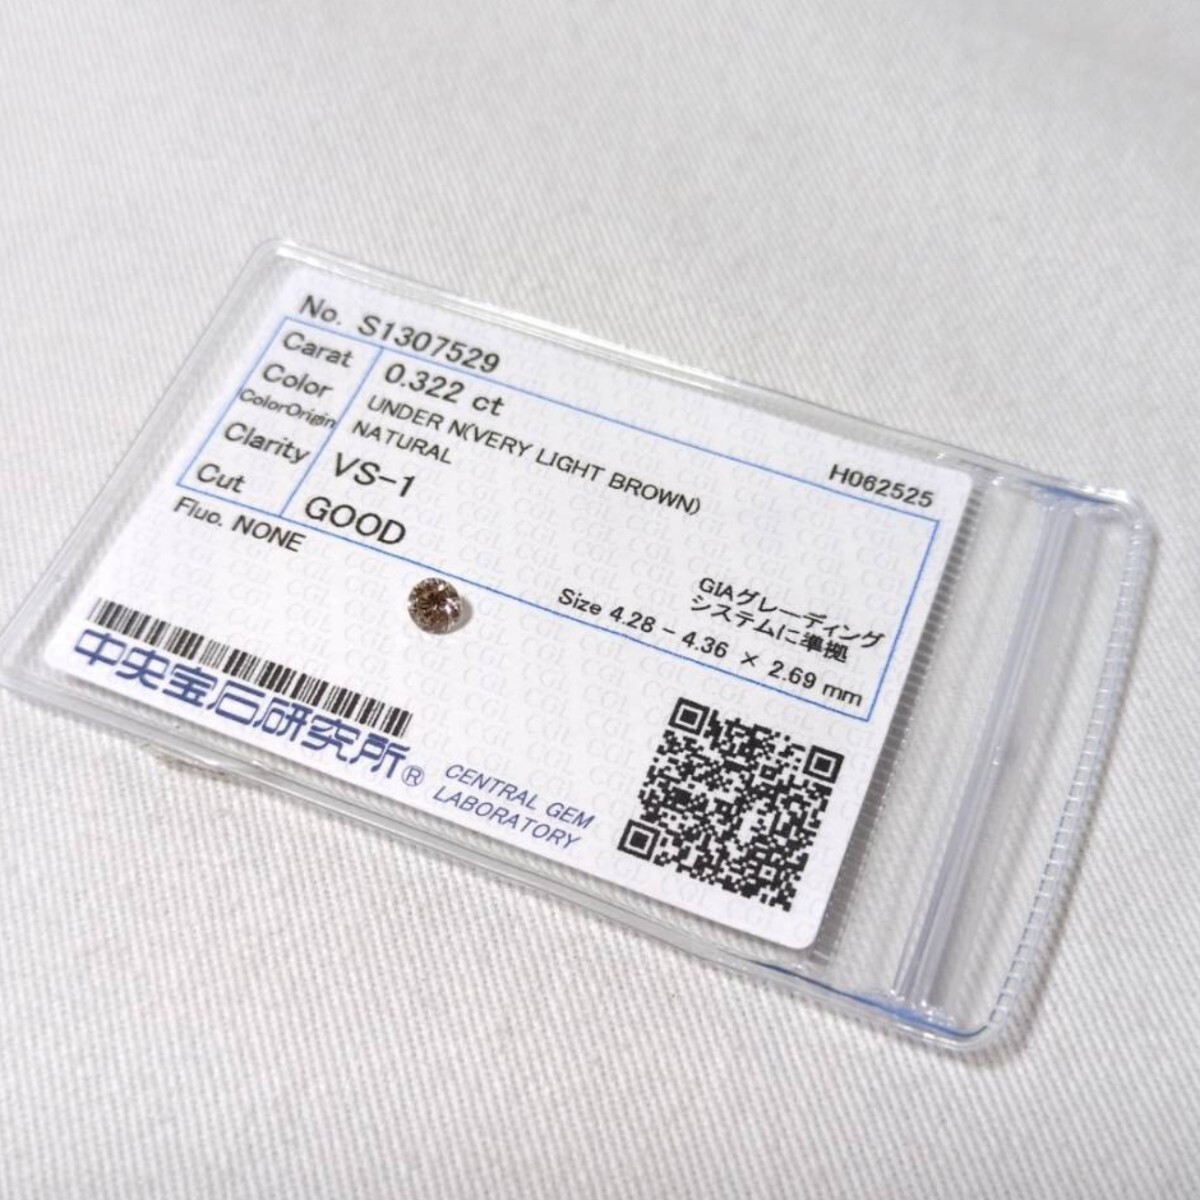 No. S1307529
H062525
Carat 0.322 ct
Color UNDER N(VERY LIGHT BROWN)
ColorOrigin NATURAL
Clarity VS-1
Cut GOOD
Fluo. NONE
GIAグレーディング
システムに準拠
Size 4.28 - 4.36 × 2.69 mm
中央宝石研究所®
CENTRAL GEM
LABORATORY